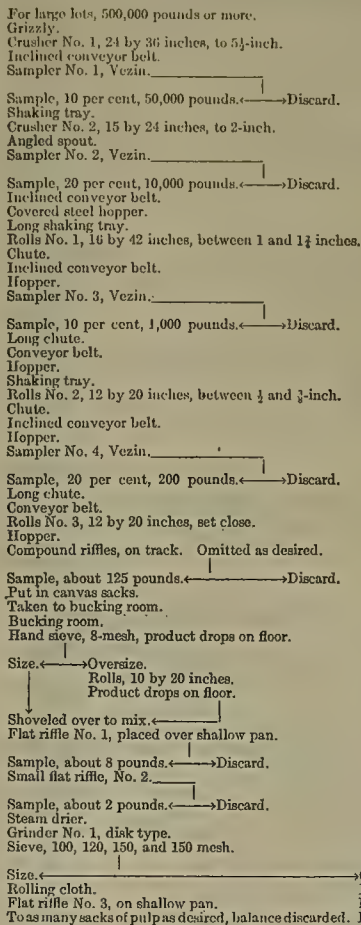 For large lots, 500,000 pounds or more.
Grizzly.
Crusher No. 1, 24 by 36 inches, to 5½-inch.
Inclined conveyor belt.
Sampler No. 1, Vezin.
Sample, 10 per cent, 50,000 pounds.←→Discard.
Shaking tray.
Crusher No. 2, 15 by 24 inches, to 2-inch.
Angled spout.
Sampler No. 2, Vezin.
Sample, 20 per cent, 10,000 pounds.←→Discard.
Inclined conveyor belt.
Covered steel hopper.
Long shaking tray.
Rolls No. 1, 16 by 42 inches, between 1 and inches.
Chute.
Inclined conveyor belt.
Hopper.
Sampler No. 3, Vezin.
Sample, 10 per cent, 1,000 pounds.←→Discard.
Long chute.
Conveyor belt.
Hopper.
Shaking tray.
Rolls No. 2, 12 by 20 inches, between ½ and
Chute.
Inclined conveyor belt.
Hopper.
Sampler No. 4, Vezin.
Sample, 20 per cent, 200 pounds.←→Discard.
Long chute.
Conveyor belt.
Rolls No. 3, 12 by 20 inches, set close.
Hopper.
Compound riffles, on track. Omitted as desired.
Sample, about 125 pounds.←→Discard.
Put in canvas sacks.
Taken to bucking room.
Bucking room.
Hand sieve, 8-mesh, product drops on floor.
Size.←→Oversize.
Rolls, 10 by 20 inches.
Product drops on floor.
Shoveled over to mix.←
Flat riffle No. 1, placed over shallow pan.
Sample, about 8 pounds.←→Discard.
Small flat riffle, No. 2.
Sample, about 2 pounds.←→Discard.
Steam drier.
Grinder No. 1, disk type.
Sieve, 100, 120, 150, and 150 mesh.
Size.←→
Rolling cloth.
Flat riffle No. 3, on shallow pan.
To as many sacks of pulp as desired, balance discarded.